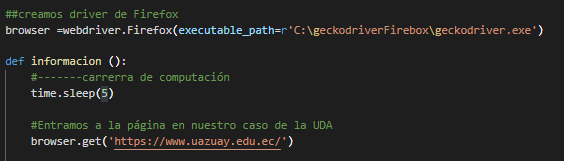 ##creamos driver de Firefox
browser =webdriver.Firefox(executable_path=r'C:\geckodriverFirebox\geckodriver.exe')
def informacion ():
#-------carrerra de computación
time.sleep(5)
#Entramos a la página en nuestro caso de la UDA
browser.get('https://www.uazuay.edu.ec/')